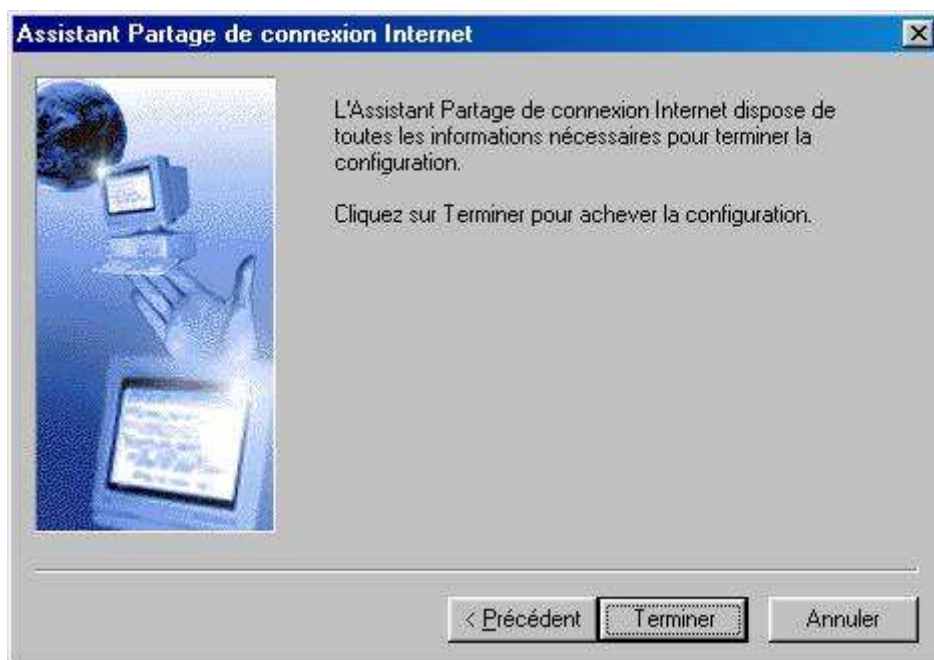 Assistant Partage de connexion Internet
L'Assistant Partage de connexion Internet dispose de
toutes les informations nécessaires pour terminer la
configuration.
Cliquez sur Terminer pour achever la configuration.
< Précédent
Terminer
Annuler